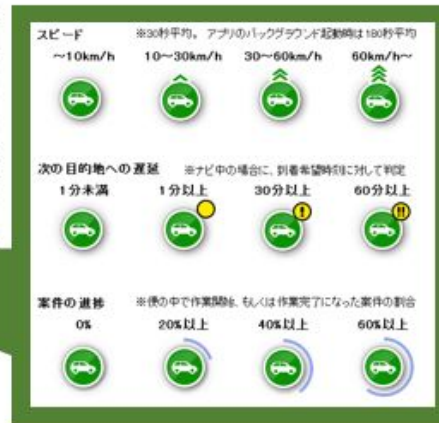 スピード ※30秒平均。 アプリのバックグラウンド起動時は180秒平均
～10km/h 10～30km/h 30～60km/h 60km/h～
次の目的地への遅延 ※ナビ中の場合に、到着希望時刻に対して判定
1分未満 1分以上 30分以上 60分以上
! !!
案件の進捗 ※便の中で作業開始、もしくは作業完了になった案件の割合
0% 20%以上 40%以上 60%以上